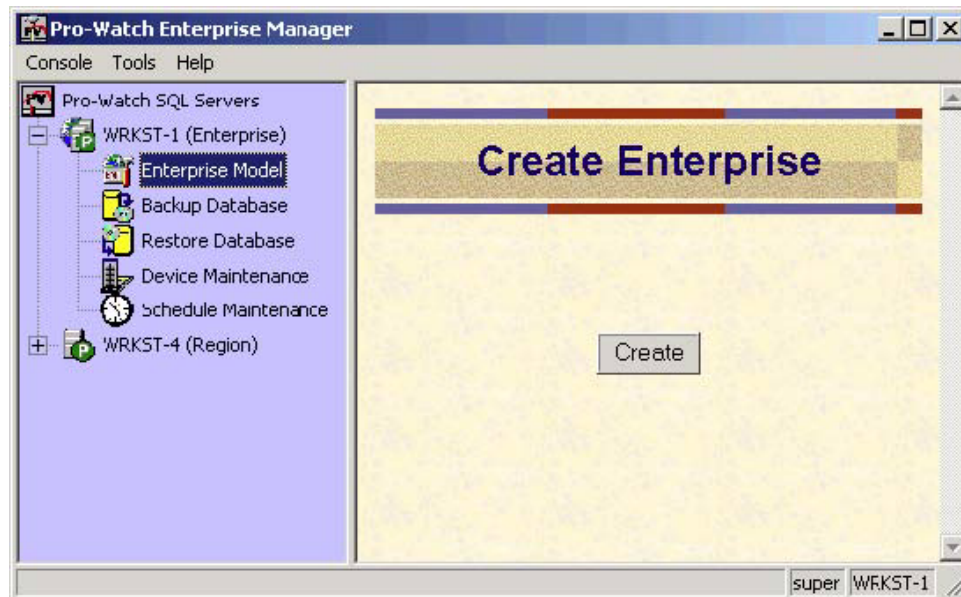 Pro-Watch Enterprise Manager
Console Tools Help
Pro-Watch SQL Servers
WRKST-1 (Enterprise)
Enterprise Model
Backup Database
Restore Database
Device Maintenance
Schedule Maintenance
WRKST-4 (Region)
Create Enterprise
Create
super WRKST-1